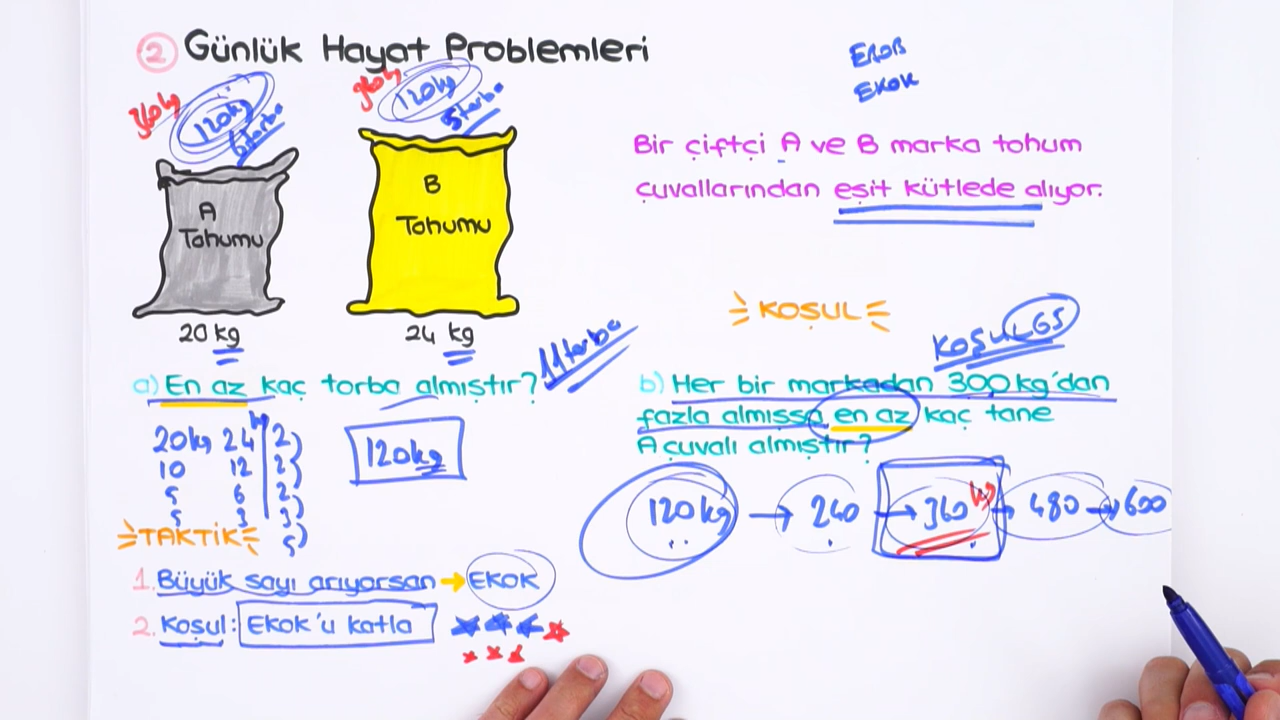 2 Günlük Hayat Problemleri
EBOB
EKOK
360kg 120kg 6 torba
360kg 120kg 5 torba
Bir çiftçi A ve B marka tohum
çuvallarından eşit kütlede alıyor.
A
Tohumu
B
Tohumu
20 kg
24 kg
KOŞUL
KOŞUL
11 torba
a) En az kaç torba almıştır?
b) Her bir markadan 300kg'dan
fazla almışsa en az kaç tane
A çuvalı almıştır?
20kg 24 2
10 12 2
5 6 2
5 3 3
5
120kg
120kg → 240 → 360 → 480 → 600
TAKTİK
1. Büyük sayı arıyorsan → EKOK
2. Koşul: Ekok'u katla